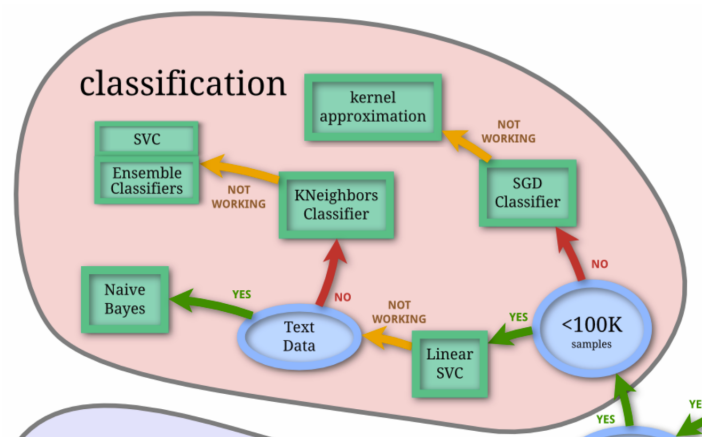 classification
kernel
approximation
NOT
WORKING
SVC
Ensemble
Classifiers
NOT
WORKING
KNeighbors
Classifier
SGD
Classifier
NO
Naive
Bayes
YES
NO
Text
Data
NOT
WORKING
Linear
SVC
YES
<100K
samples
YES